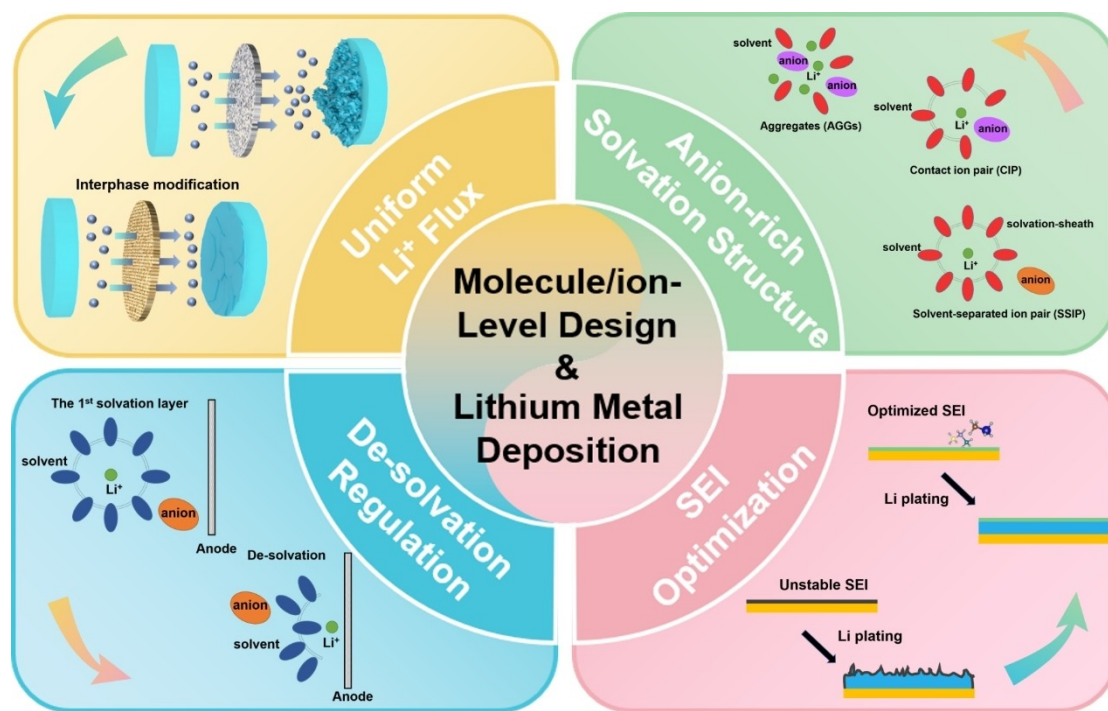 Interphase modification
Uniform
Li⁺ Flux
solvent
anion
Li⁺
anion
Aggregates (AGGs)
solvent
Li⁺
anion
Contact ion pair (CIP)
solvation-sheath
solvent
Li⁺
anion
Solvent-separated ion pair (SSIP)
Anion-rich
Solvation Structure
Molecule/ion-
Level Design
&
Lithium Metal
Deposition
The 1ˢᵗ solvation layer
solvent
Li⁺
anion
Anode
De-solvation
anion
solvent
Li⁺
Anode
De-solvation
Regulation
SEI
Optimization
Optimized SEI
Li plating
Unstable SEI
Li plating